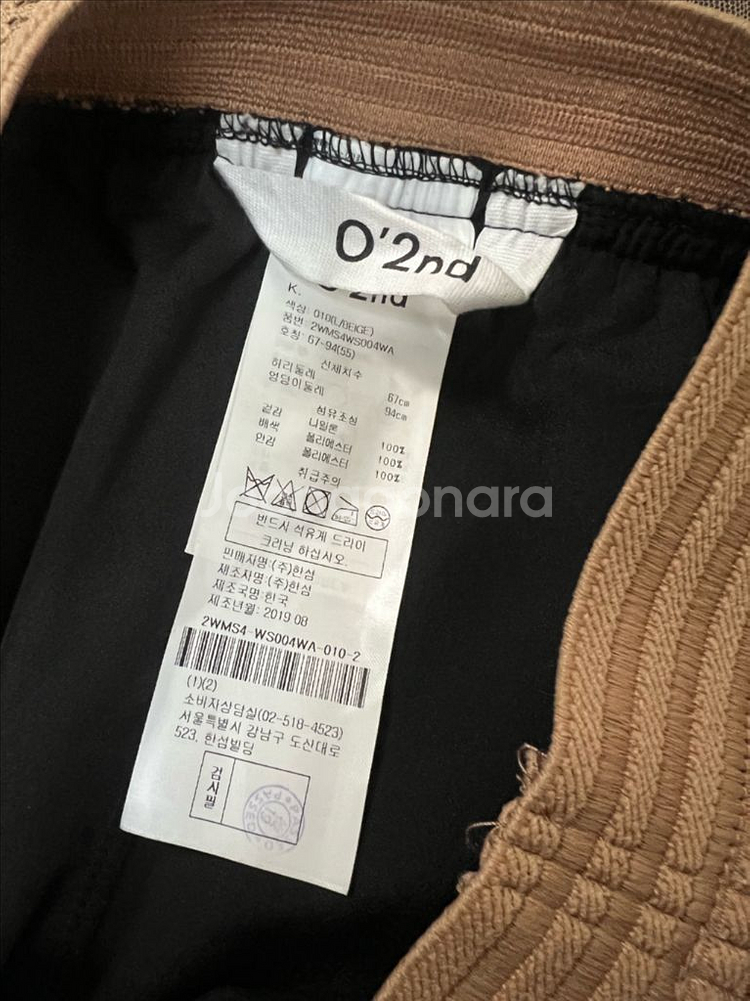 O'2nd
K.
O'2nd
색상: 010(L/BEIGE)
품번: 2WMS4WS004WA
호칭: 67-94(55)
신체치수
허리둘레 67cm
엉덩이둘레 94cm
섬유조성
겉감 나일론 100%
배색 폴리에스터 100%
안감 폴리에스터 100%
취급주의
반드시 석유계 드라이
크리닝 하십시오.
판매자명:(주)한섬
제조자명:(주)한섬
제조국명:한국
제조년월: 2019 08
2WMS4-WS004WA-010-2
(1)(2)
소비자상담실(02-518-4523)
서울특별시 강남구 도산대로
523, 한섬빌딩
검사필
PASSED